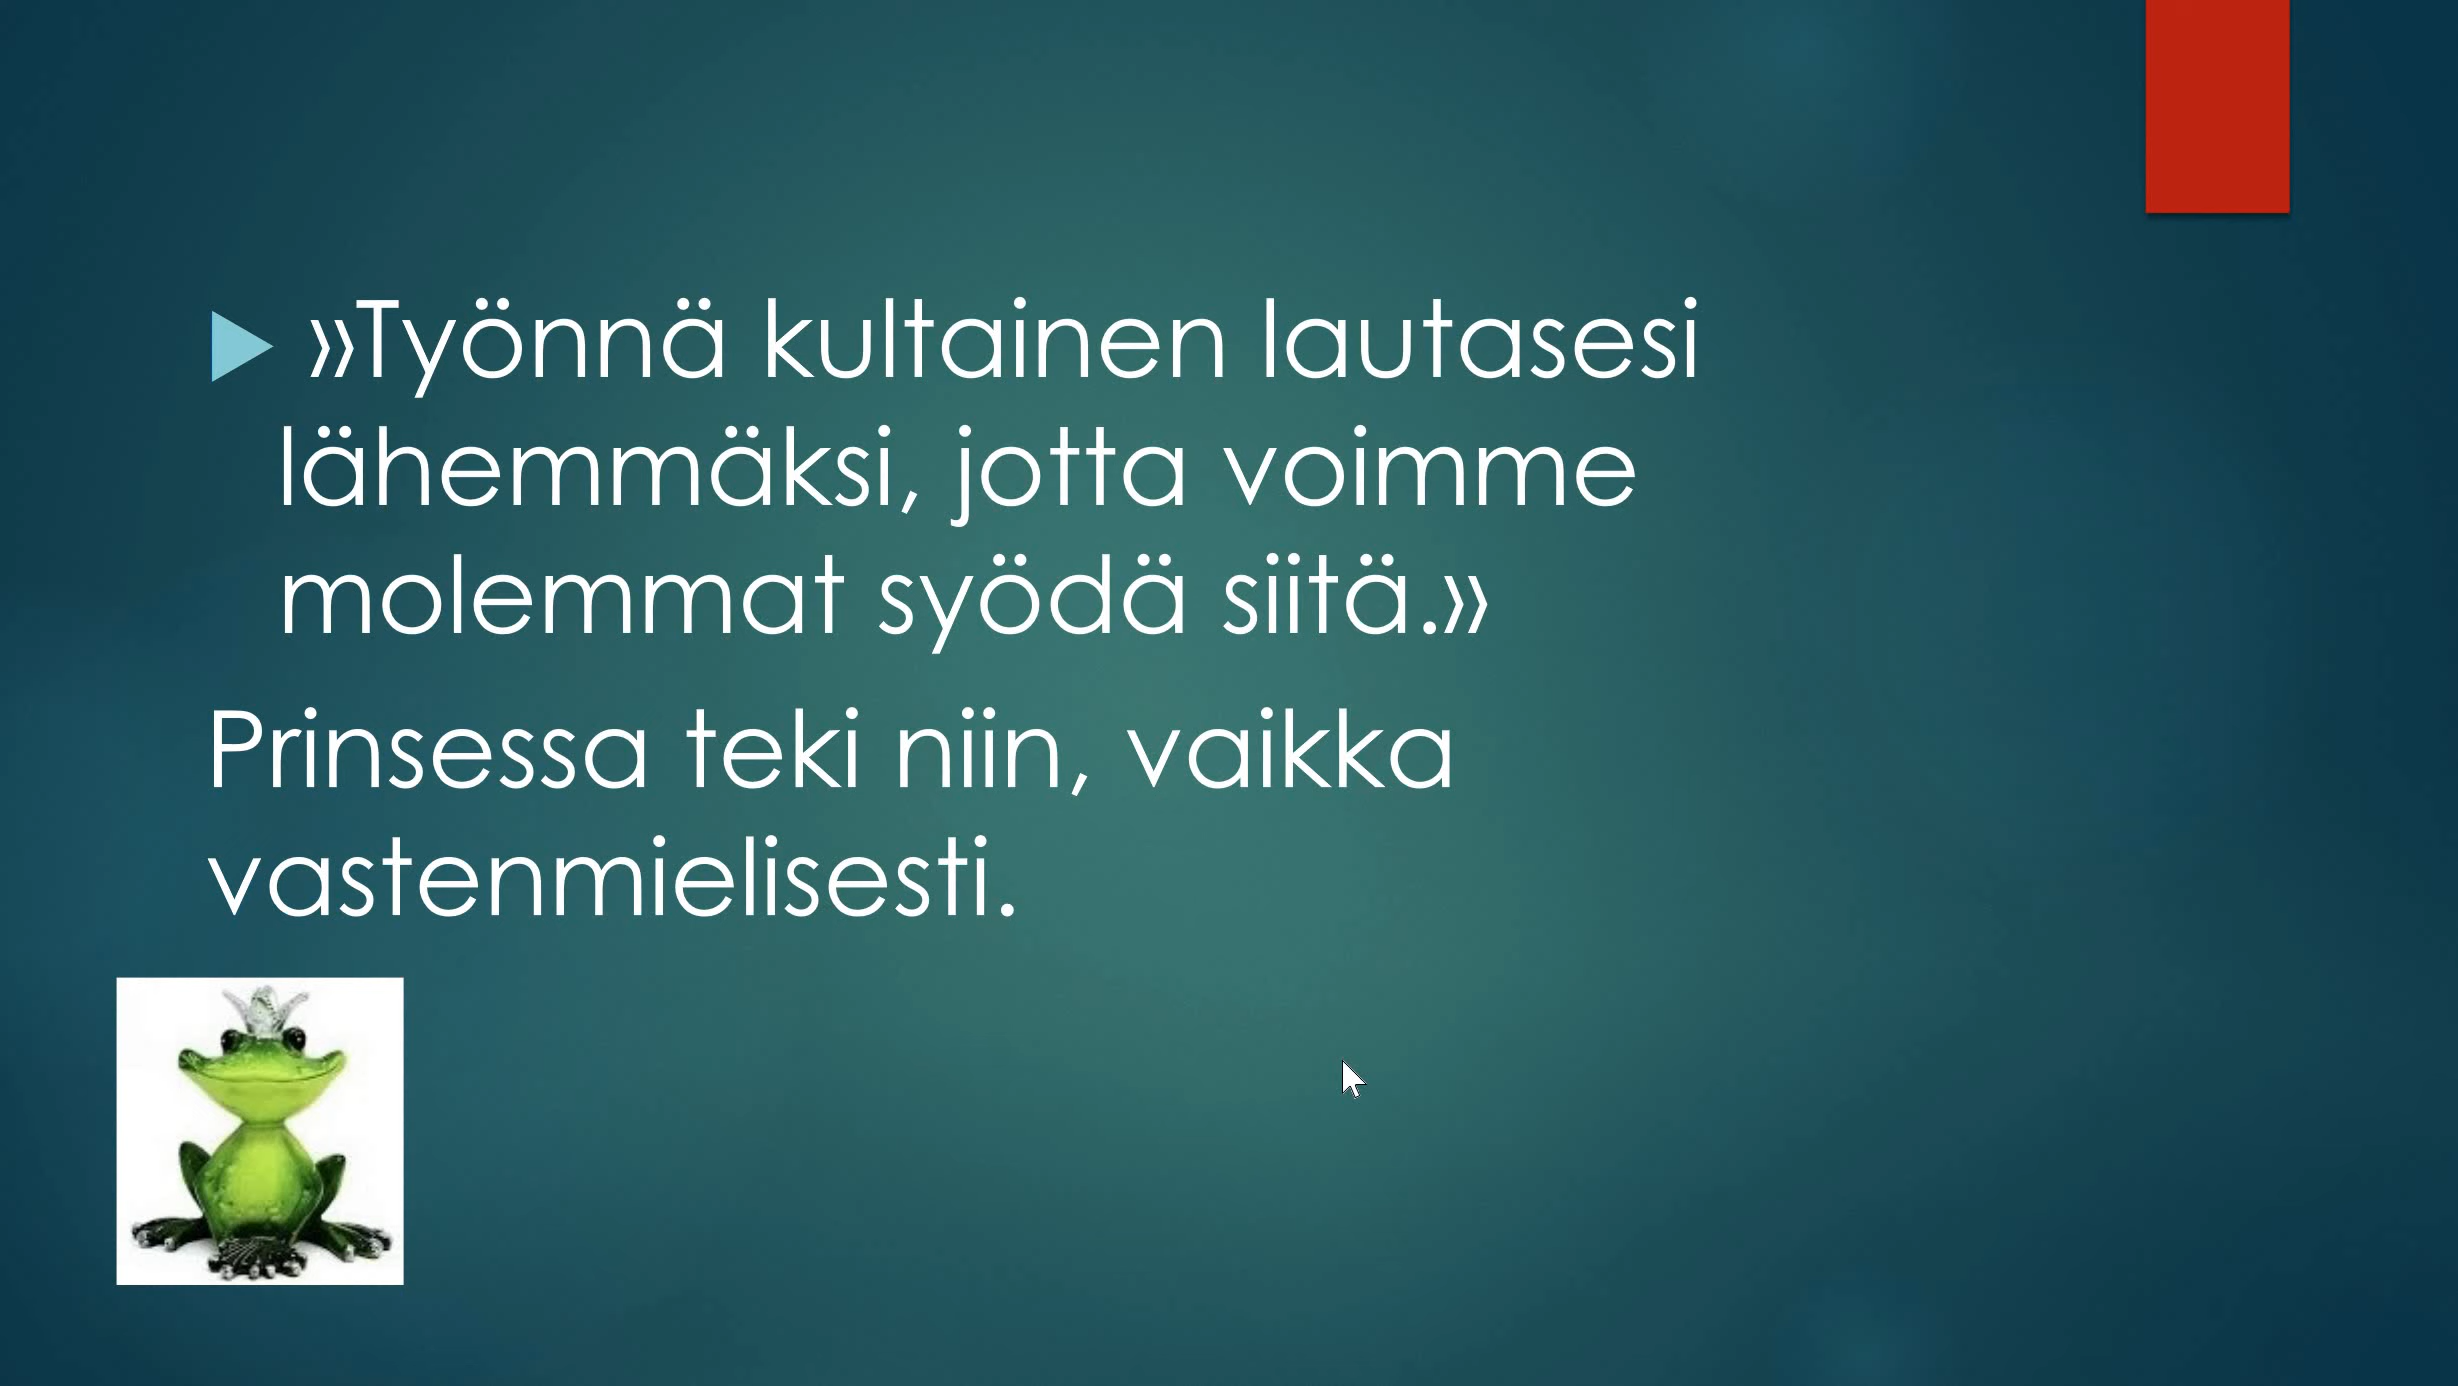 »Työnnä kultainen lautasesi
lähemmäksi, jotta voimme
molemmat syödä siitä.»
Prinsessa teki niin, vaikka
vastenmielisesti.